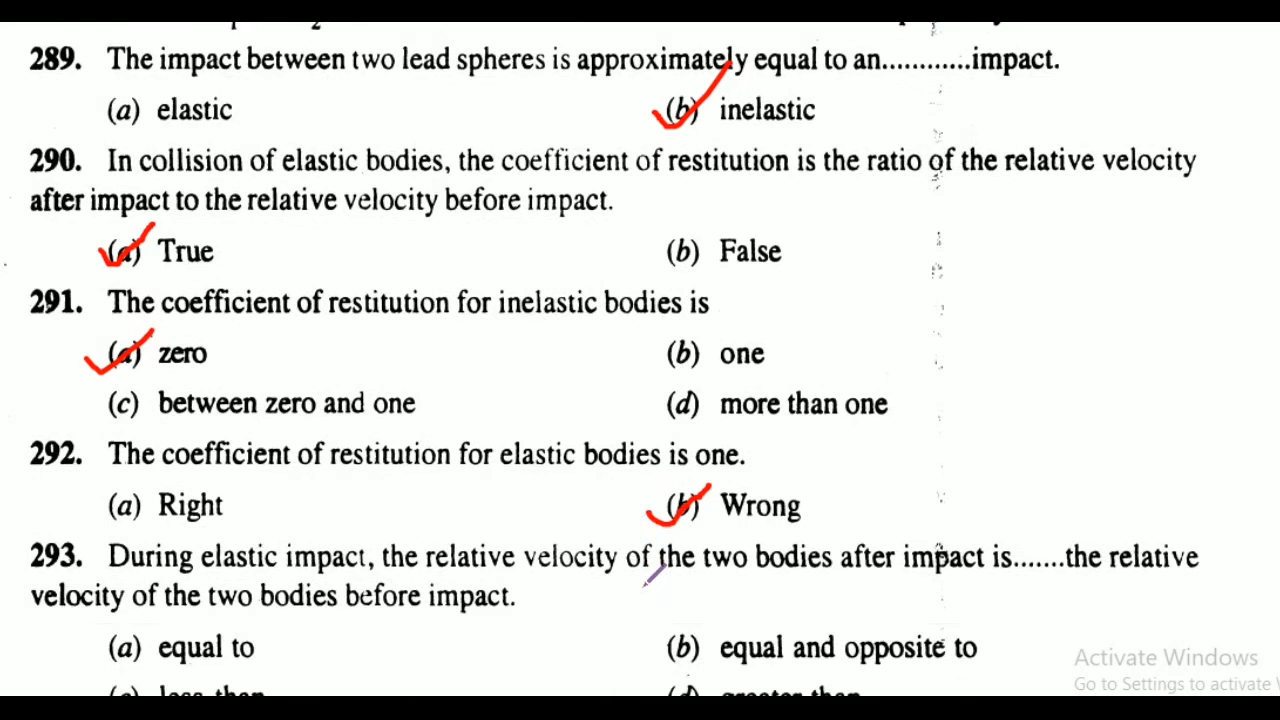 289. The impact between two lead spheres is approximately equal to an............impact.
(a) elastic (b) inelastic
290. In collision of elastic bodies, the coefficient of restitution is the ratio of the relative velocity
after impact to the relative velocity before impact.
(a) True (b) False
291. The coefficient of restitution for inelastic bodies is
(a) zero (b) one
(c) between zero and one (d) more than one
292. The coefficient of restitution for elastic bodies is one.
(a) Right (b) Wrong
293. During elastic impact, the relative velocity of the two bodies after impact is.......the relative
velocity of the two bodies before impact.
(a) equal to (b) equal and opposite to
Activate Windows
Go to Settings to activate